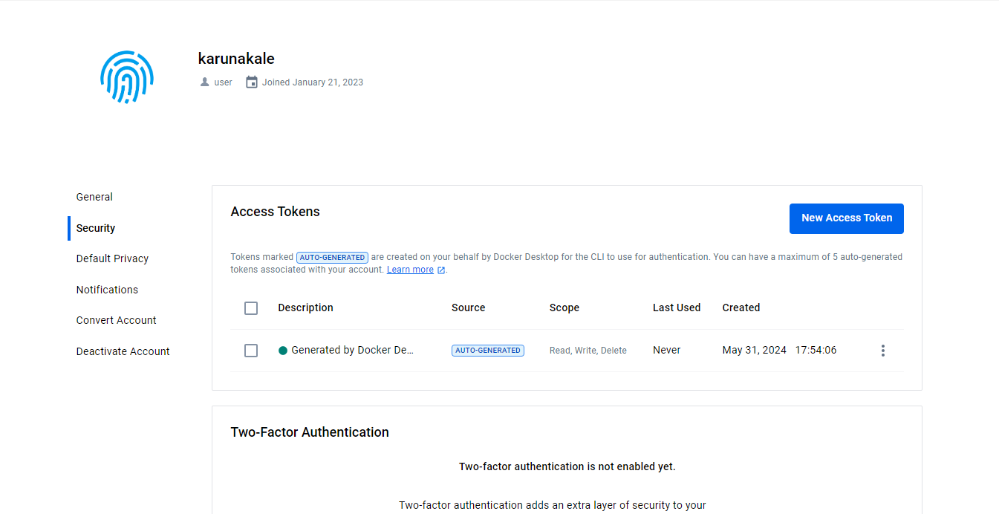 karunakale
user Joined January 21, 2023
General
Security
Default Privacy
Notifications
Convert Account
Deactivate Account
Access Tokens
New Access Token
Tokens marked AUTO-GENERATED are created on your behalf by Docker Desktop for the CLI to use for authentication. You can have a maximum of 5 auto-generated
tokens associated with your account. Learn more.
Description Source Scope Last Used Created
Generated by Docker De... AUTO-GENERATED Read, Write, Delete Never May 31, 2024 17:54:06
Two-Factor Authentication
Two-factor authentication is not enabled yet.
Two-factor authentication adds an extra layer of security to your